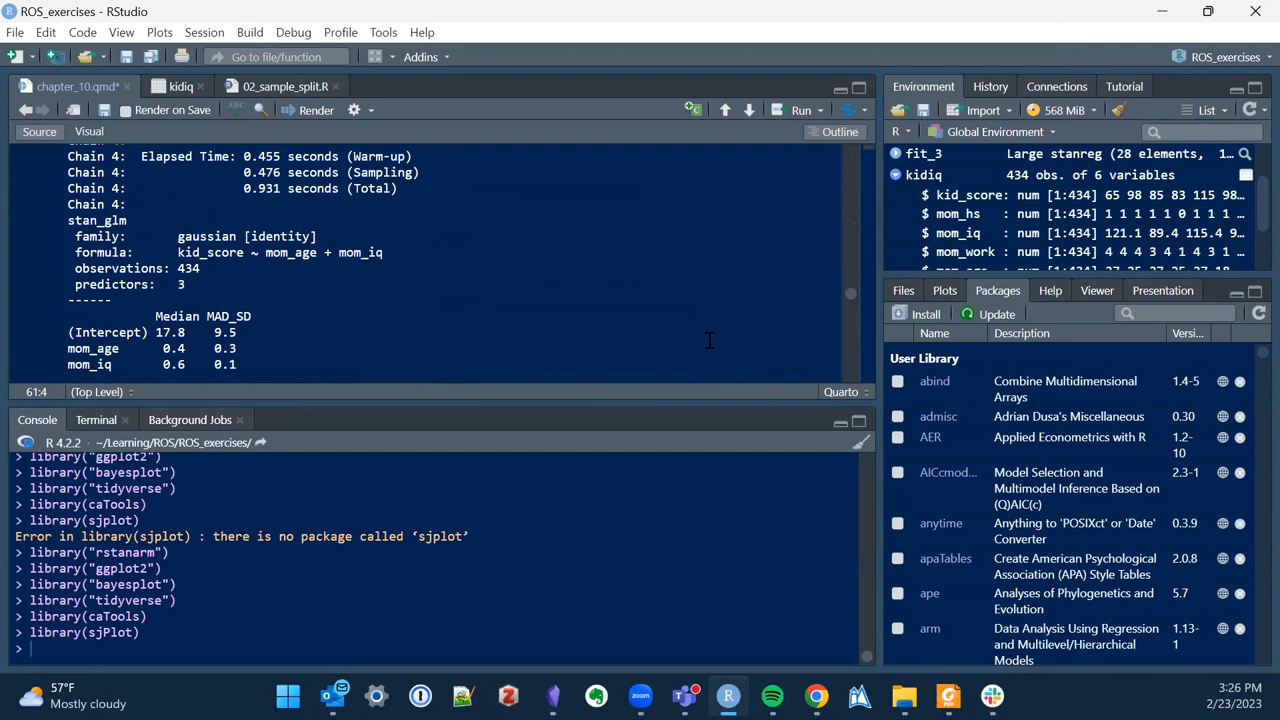 ROS_exercises - RStudio
File Edit Code View Plots Session Build Debug Profile Tools Help
Go to file/function Addins ROS_exercises
chapter_10.qmd* kidiq 02_sample_split.R
Render on Save Render Run
Source Visual Outline
Chain 4: Elapsed Time: 0.455 seconds (Warm-up)
Chain 4: 0.476 seconds (Sampling)
Chain 4: 0.931 seconds (Total)
Chain 4:
stan_glm
family: gaussian [identity]
formula: kid_score ~ mom_age + mom_iq
observations: 434
predictors: 3
------
Median MAD_SD
(Intercept) 17.8 9.5
mom_age 0.4 0.3
mom_iq 0.6 0.1
61:4 (Top Level) Quarto
Console Terminal Background Jobs
R 4.2.2 · ~/Learning/ROS/ROS_exercises/
> library("ggplot2")
> library("bayesplot")
> library("tidyverse")
> library(caTools)
> library(sjplot)
Error in library(sjplot) : there is no package called ‘sjplot’
> library("rstanarm")
> library("ggplot2")
> library("bayesplot")
> library("tidyverse")
> library(caTools)
> library(sjPlot)
>
Environment History Connections Tutorial
Import 568 MiB List
R Global Environment
fit_3 Large stanreg (28 elements, 1…
kidiq 434 obs. of 6 variables
$ kid_score: num [1:434] 65 98 85 83 115 98…
$ mom_hs : num [1:434] 1 1 1 1 1 0 1 1 1 …
$ mom_iq : num [1:434] 121.1 89.4 115.4 9…
$ mom_work : num [1:434] 4 4 4 3 4 1 4 3 1 …
Files Plots Packages Help Viewer Presentation
Install Update
Name Description Versi...
User Library
abind Combine Multidimensional Arrays 1.4-5
admisc Adrian Dusa's Miscellaneous 0.30
AER Applied Econometrics with R 1.2-10
AICcmod... Model Selection and Multimodel Inference Based on (Q)AIC(c) 2.3-1
anytime Anything to 'POSIXct' or 'Date' Converter 0.3.9
apaTables Create American Psychological Association (APA) Style Tables 2.0.8
ape Analyses of Phylogenetics and Evolution 5.7
arm Data Analysis Using Regression and Multilevel/Hierarchical Models 1.13-1
57°F
Mostly cloudy
zoom
3:26 PM
2/23/2023